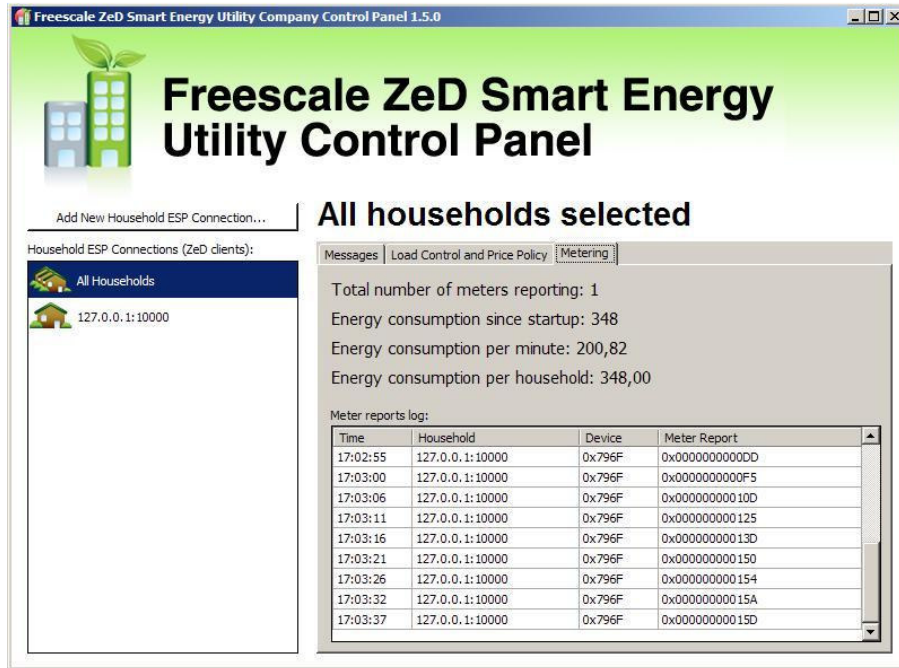 Freescale ZeD Smart Energy Utility Company Control Panel 1.5.0
Freescale ZeD Smart Energy
Utility Control Panel
Add New Household ESP Connection...
All households selected
Household ESP Connections (ZeD clients):
All Households
127.0.0.1:10000
Messages Load Control and Price Policy Metering
Total number of meters reporting: 1
Energy consumption since startup: 348
Energy consumption per minute: 200,82
Energy consumption per household: 348,00
Meter reports log:
Time Household Device Meter Report
17:02:55 127.0.0.1:10000 0x796F 0x0000000000DD
17:03:00 127.0.0.1:10000 0x796F 0x0000000000F5
17:03:06 127.0.0.1:10000 0x796F 0x00000000010D
17:03:11 127.0.0.1:10000 0x796F 0x000000000125
17:03:16 127.0.0.1:10000 0x796F 0x00000000013D
17:03:21 127.0.0.1:10000 0x796F 0x000000000150
17:03:26 127.0.0.1:10000 0x796F 0x000000000154
17:03:32 127.0.0.1:10000 0x796F 0x00000000015A
17:03:37 127.0.0.1:10000 0x796F 0x00000000015D